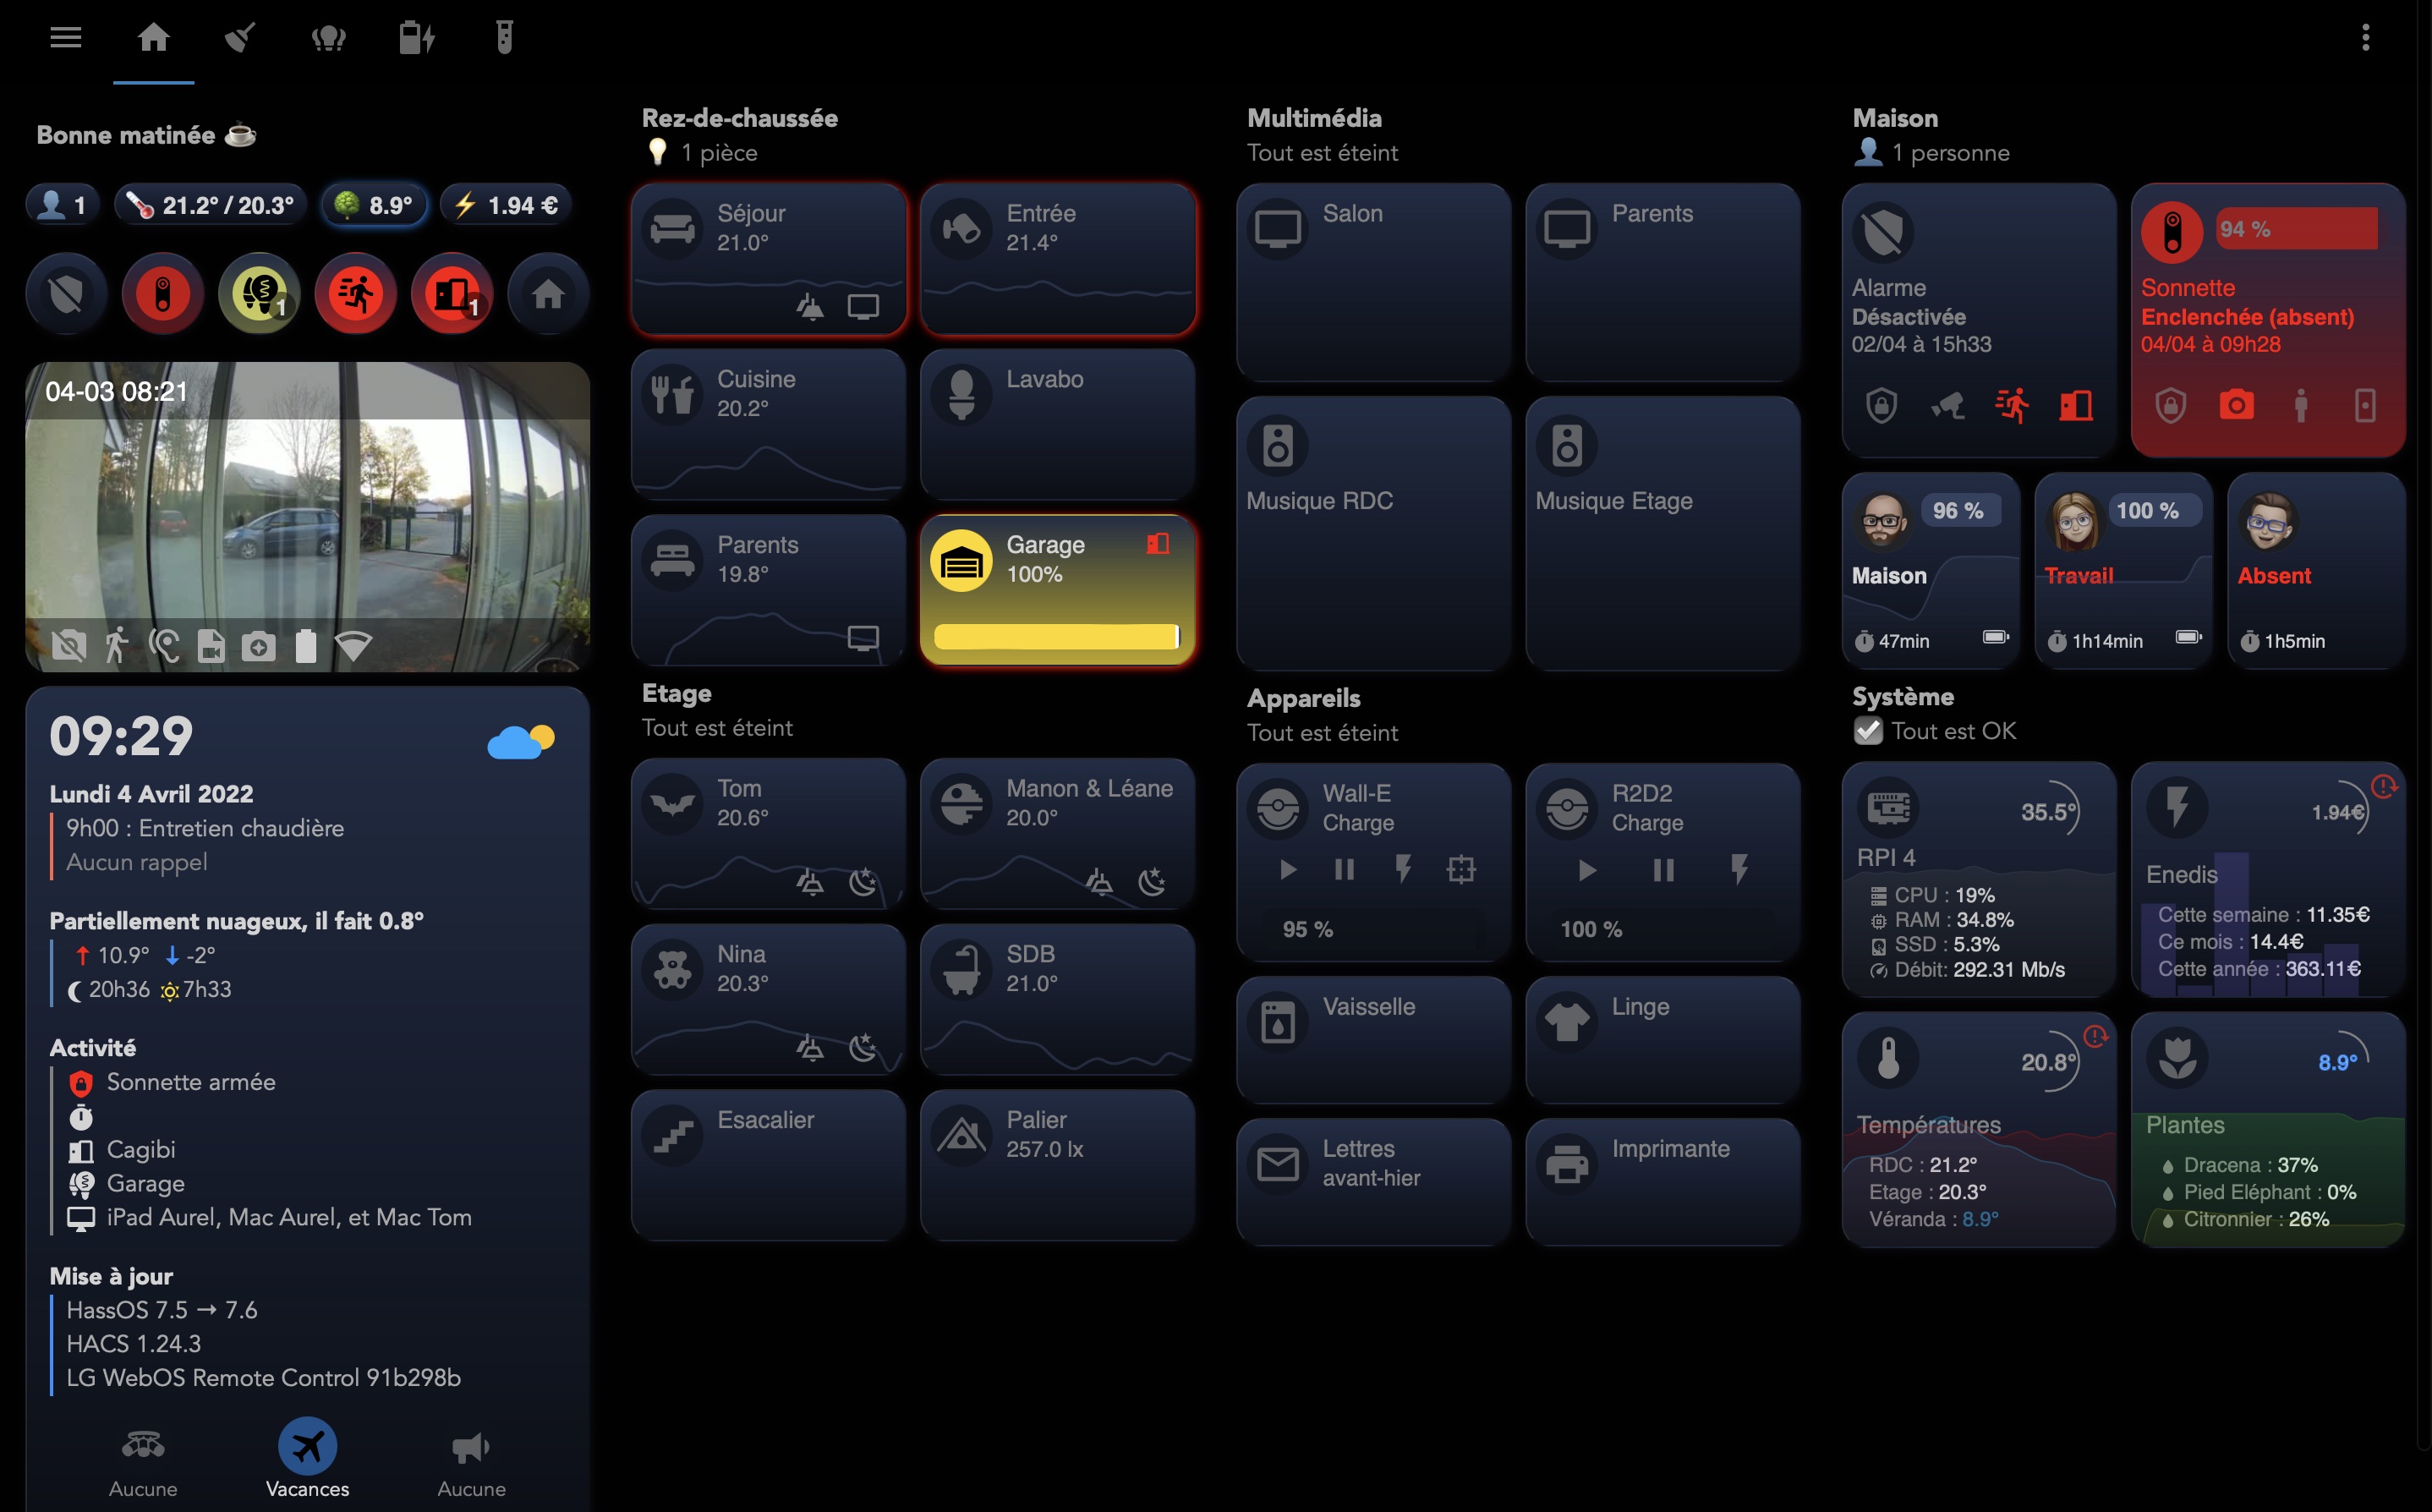 Bonne matinée
1
21.2° / 20.3°
8.9°
1.94 €
1
1
04-03 08:21
09:29
Lundi 4 Avril 2022
9h00 : Entretien chaudière
Aucun rappel
Partiellement nuageux, il fait 0.8°
10.9° -2°
20h36 7h33
Activité
Sonnette armée
Cagibi
Garage
iPad Aurel, Mac Aurel, et Mac Tom
Mise à jour
HassOS 7.5 → 7.6
HACS 1.24.3
LG WebOS Remote Control 91b298b
Aucune
Vacances
Aucune
Rez-de-chaussée
1 pièce
Séjour
21.0°
Entrée
21.4°
Cuisine
20.2°
Lavabo
Parents
19.8°
Garage
100%
Etage
Tout est éteint
Tom
20.6°
Manon & Léane
20.0°
Nina
20.3°
SDB
21.0°
Esacalier
Palier
257.0 lx
Multimédia
Tout est éteint
Salon
Parents
Musique RDC
Musique Etage
Appareils
Tout est éteint
Wall-E
Charge
95 %
R2D2
Charge
100 %
Vaisselle
Linge
Lettres
avant-hier
Imprimante
Maison
1 personne
Alarme
Désactivée
02/04 à 15h33
94 %
Sonnette
Enclenchée (absent)
04/04 à 09h28
96 %
Maison
47min
100 %
Travail
1h14min
Absent
1h5min
Système
Tout est OK
35.5°
RPI 4
CPU : 19%
RAM : 34.8%
SSD : 5.3%
Débit: 292.31 Mb/s
1.94€
Enedis
Cette semaine : 11.35€
Ce mois : 14.4€
Cette année : 363.11€
20.8°
Températures
RDC : 21.2°
Etage : 20.3°
Véranda : 8.9°
8.9°
Plantes
Dracena : 37%
Pied Eléphant : 0%
Citronnier : 26%